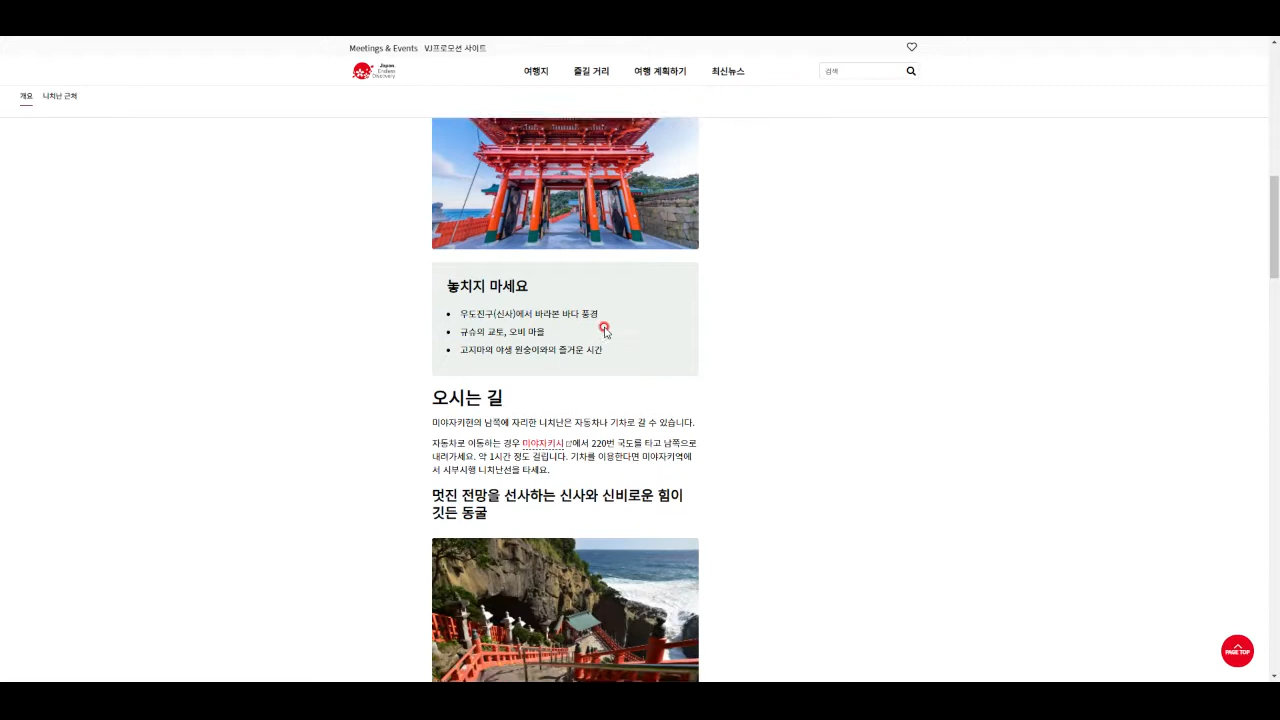 Meetings & Events VJ프로모션 사이트
Japan.
Endless
Discovery.
여행지 즐길 거리 여행 계획하기 최신뉴스
검색
개요 니치난 근처
놓치지 마세요
우도진구(신사)에서 바라본 바다 풍경
규슈의 교토, 오비 마을
고지마의 야생 원숭이와의 즐거운 시간
오시는 길
미야자키현의 남쪽에 자리한 니치난은 자동차나 기차로 갈 수 있습니다.
자동차로 이동하는 경우 미야자키시에서 220번 국도를 타고 남쪽으로
내려가세요. 약 1시간 정도 걸립니다. 기차를 이용한다면 미야자키역에
서 시부시행 니치난선을 타세요.
멋진 전망을 선사하는 신사와 신비로운 힘이
깃든 동굴
PAGE TOP